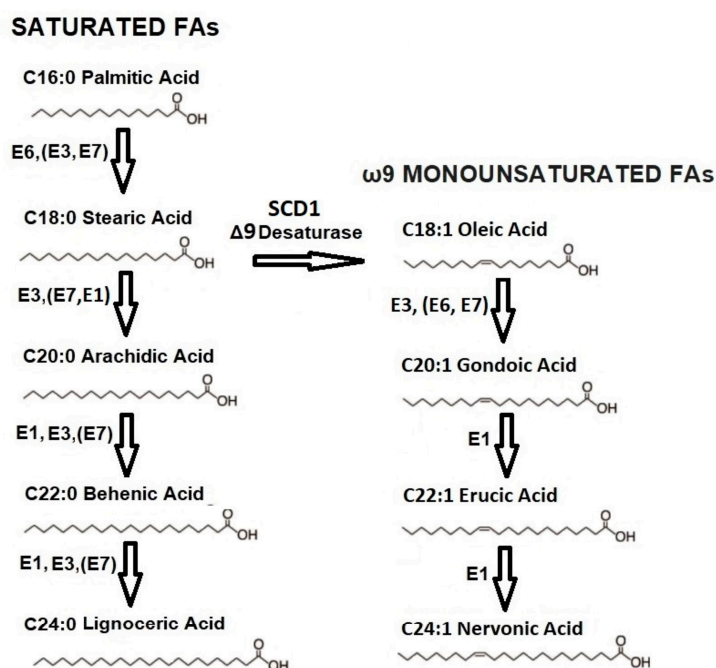 SATURATED FAs
C16:0 Palmitic Acid
O
OH
E6,(E3,E7)
C18:0 Stearic Acid
O
OH
SCD1
Δ9 Desaturase
E3,(E7,E1)
C20:0 Arachidic Acid
O
OH
E1, E3,(E7)
C22:0 Behenic Acid
O
OH
E1, E3,(E7)
C24:0 Lignoceric Acid
O
OH
ω9 MONOUNSATURATED FAs
C18:1 Oleic Acid
O
OH
E3, (E6, E7)
C20:1 Gondoic Acid
O
OH
E1
C22:1 Erucic Acid
O
OH
E1
C24:1 Nervonic Acid
O
OH